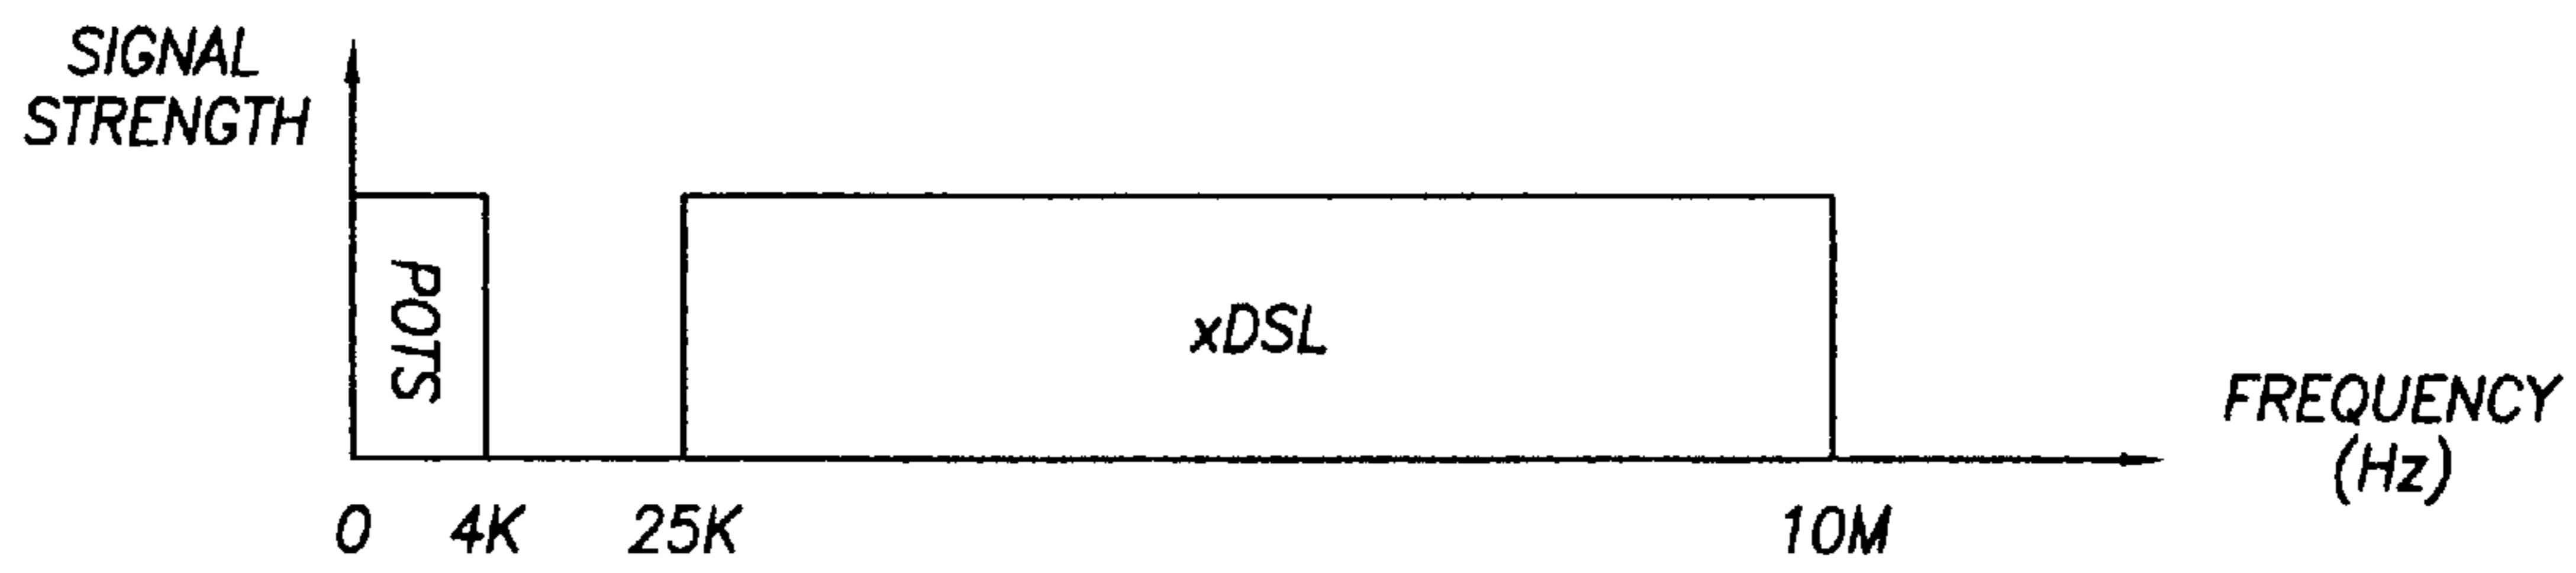 SIGNAL
STRENGTH
POTS
xDSL
FREQUENCY
(Hz)
0 4K 25K 10M